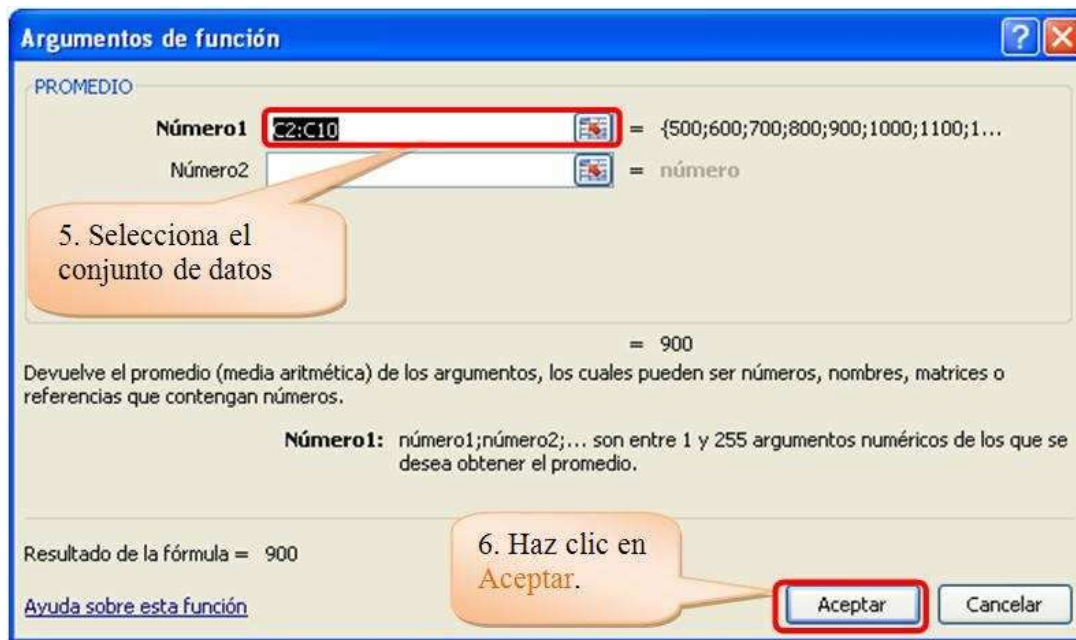 Argumentos de función
PROMEDIO
Número1 C2:C10 = {500;600;700;800;900;1000;1100;1...
Número2 = número
5. Selecciona el
conjunto de datos
= 900
Devuelve el promedio (media aritmética) de los argumentos, los cuales pueden ser números, nombres, matrices o
referencias que contengan números.
Número1: número1;número2;... son entre 1 y 255 argumentos numéricos de los que se
desea obtener el promedio.
Resultado de la fórmula = 900
6. Haz clic en
Aceptar.
Ayuda sobre esta función
Aceptar
Cancelar